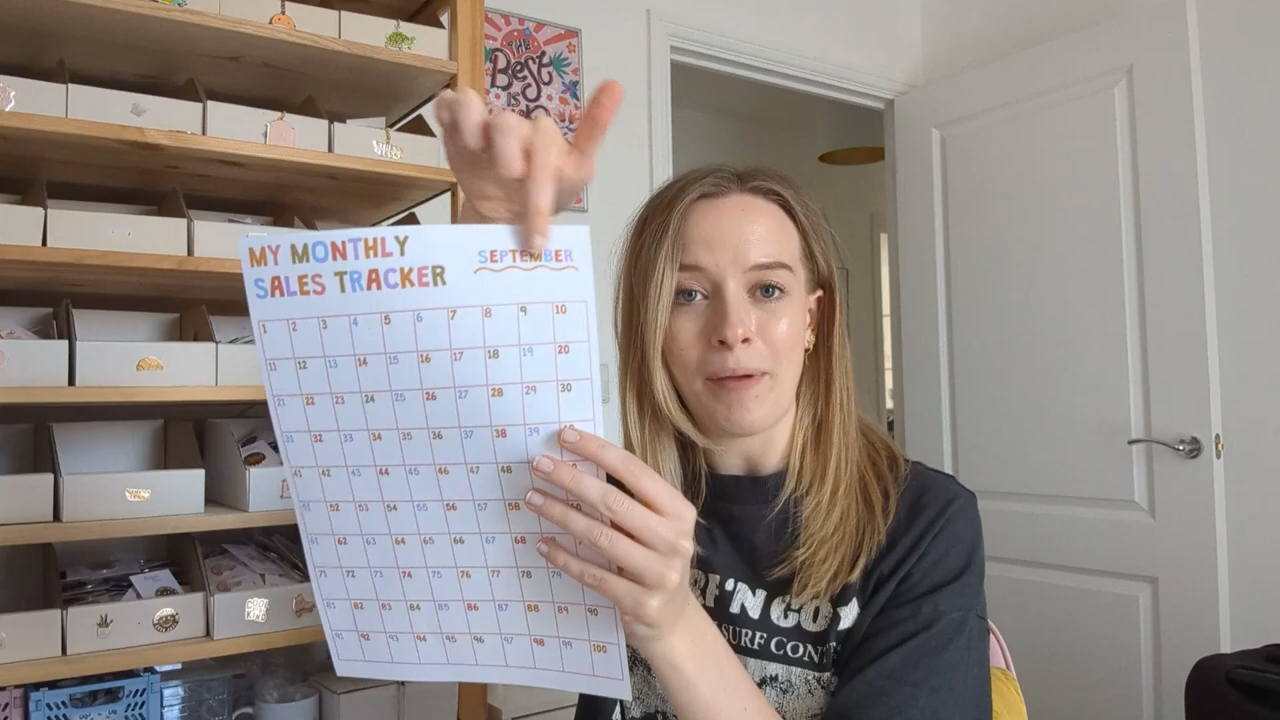 THE
Best
IS
MY MONTHLY
SALES TRACKER
SEPTEMBER
1 2 3 4 5 6 7 8 9 10
11 12 13 14 15 16 17 18 19 20
21 22 23 24 25 26 27 28 29 30
31 32 33 34 35 36 37 38 39
41 42 43 44 45 46 47 48
51 52 53 54 55 56 57 58
61 62 63 64 65 66 67 68
71 72 73 74 75 76 77 78 79
81 82 83 84 85 86 87 88 89 90
91 92 93 94 95 96 97 98 99 100
'N GO
SURF
COOL
KIND